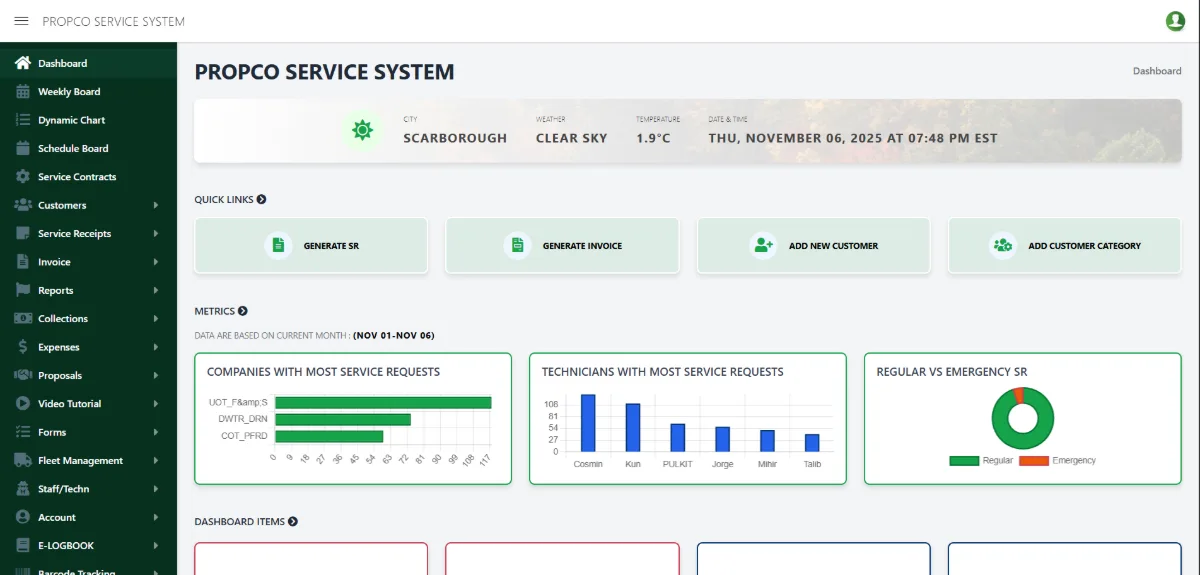 PROPCO SERVICE SYSTEM
Dashboard
Weekly Board
Dynamic Chart
Schedule Board
Service Contracts
Customers
Service Receipts
Invoice
Reports
Collections
Expenses
Proposals
Video Tutorial
Forms
Fleet Management
Staff/Techn
Account
E-LOGBOOK
Barcode Tracking
PROPCO SERVICE SYSTEM
Dashboard
CITY
SCARBOROUGH
WEATHER
CLEAR SKY
TEMPERATURE
1.9°C
DATE & TIME
THU, NOVEMBER 06, 2025 AT 07:48 PM EST
QUICK LINKS
GENERATE SR
GENERATE INVOICE
ADD NEW CUSTOMER
ADD CUSTOMER CATEGORY
METRICS
DATA ARE BASED ON CURRENT MONTH : (NOV 01-NOV 06)
COMPANIES WITH MOST SERVICE REQUESTS
UOT_F&amp;S
DWTR_DRN
COT_PFRD
0 9 18 27 36 45 54 63 72 81 90 99 108 117
TECHNICIANS WITH MOST SERVICE REQUESTS
108
81
54
27
0
Cosmin Kun PULKIT Jorge Mihir Talib
REGULAR VS EMERGENCY SR
Regular Emergency
DASHBOARD ITEMS